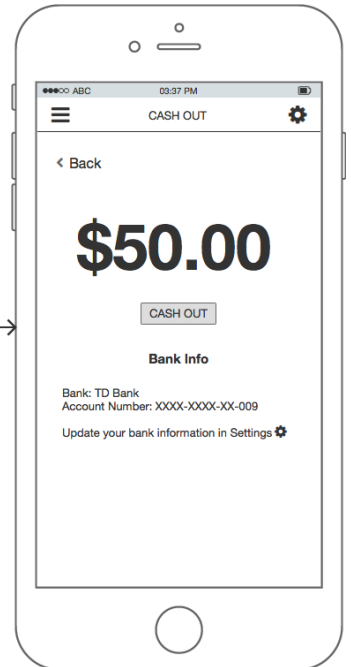 ABC 03:37 PM
CASH OUT
< Back
$50.00
CASH OUT
Bank Info
Bank: TD Bank
Account Number: XXXX-XXXX-XX-009
Update your bank information in Settings